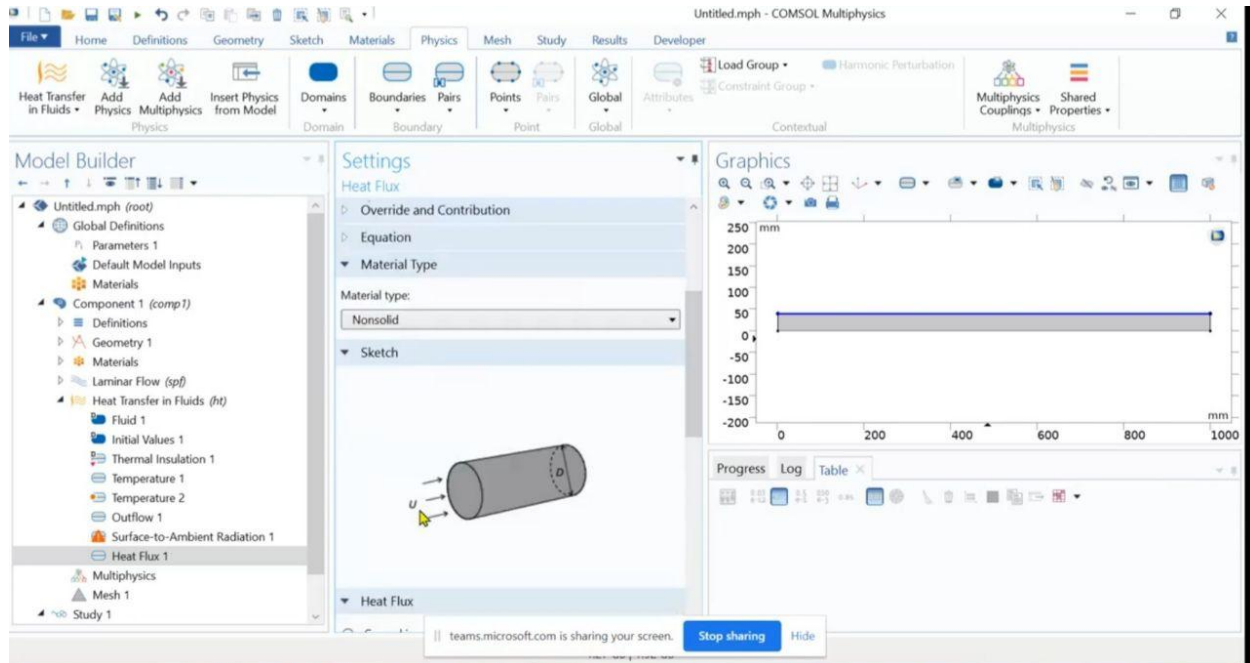 Untitled.mph - COMSOL Multiphysics
File Home Definitions Geometry Sketch Materials Physics Mesh Study Results Developer
Heat Transfer in Fluids
Add Physics
Add Multiphysics
Insert Physics from Model
Physics
Domains
Domain
Boundaries
Pairs
Boundary
Points
Pairs
Point
Global
Global
Attributes
Load Group
Constraint Group
Harmonic Perturbation
Contextual
Multiphysics Couplings
Shared Properties
Multiphysics
Model Builder
Untitled.mph (root)
Global Definitions
Parameters 1
Default Model Inputs
Materials
Component 1 (comp1)
Definitions
Geometry 1
Materials
Laminar Flow (spf)
Heat Transfer in Fluids (ht)
Fluid 1
Initial Values 1
Thermal Insulation 1
Temperature 1
Temperature 2
Outflow 1
Surface-to-Ambient Radiation 1
Heat Flux 1
Multiphysics
Mesh 1
Study 1
Settings
Heat Flux
Override and Contribution
Equation
Material Type
Material type:
Nonsolid
Sketch
U
D
Heat Flux
Graphics
250 mm
200
150
100
50
0
-50
-100
-150
-200 mm
0 200 400 600 800 1000
Progress Log Table
teams.microsoft.com is sharing your screen. Stop sharing Hide